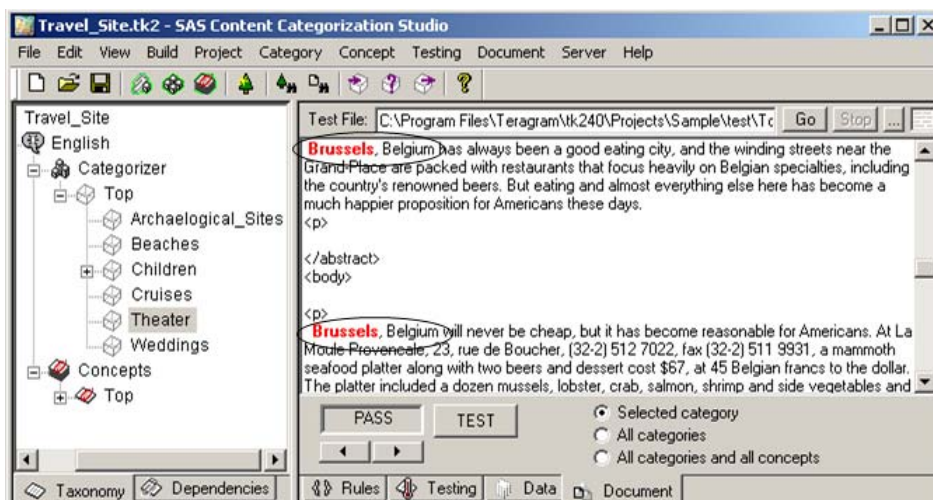 Travel_Site.tk2 - SAS Content Categorization Studio
File Edit View Build Project Category Concept Testing Document Server Help
Travel_Site
English
Categorizer
Top
Archaelogical_Sites
Beaches
Children
Cruises
Theater
Weddings
Concepts
Top
Taxonomy Dependencies
Test File: C:\Program Files\Teragram\tk240\Projects\Sample\test\Tc Go Stop ...
Brussels, Belgium has always been a good eating city, and the winding streets near the
Grand-Place are packed with restaurants that focus heavily on Belgian specialties, including
the country's renowned beers. But eating and almost everything else here has become a
much happier proposition for Americans these days.
<p>
</abstract>
<body>
<p>
Brussels, Belgium will never be cheap, but it has become reasonable for Americans. At La
Moule Provencale, 23, rue de Boucher, (32-2) 512 7022, fax (32-2) 511 9931, a mammoth
seafood platter along with two beers and dessert cost $67, at 45 Belgian francs to the dollar.
The platter included a dozen mussels, lobster, crab, salmon, shrimp and side vegetables and
PASS TEST
Selected category
All categories
All categories and all concepts
Rules Testing Data Document